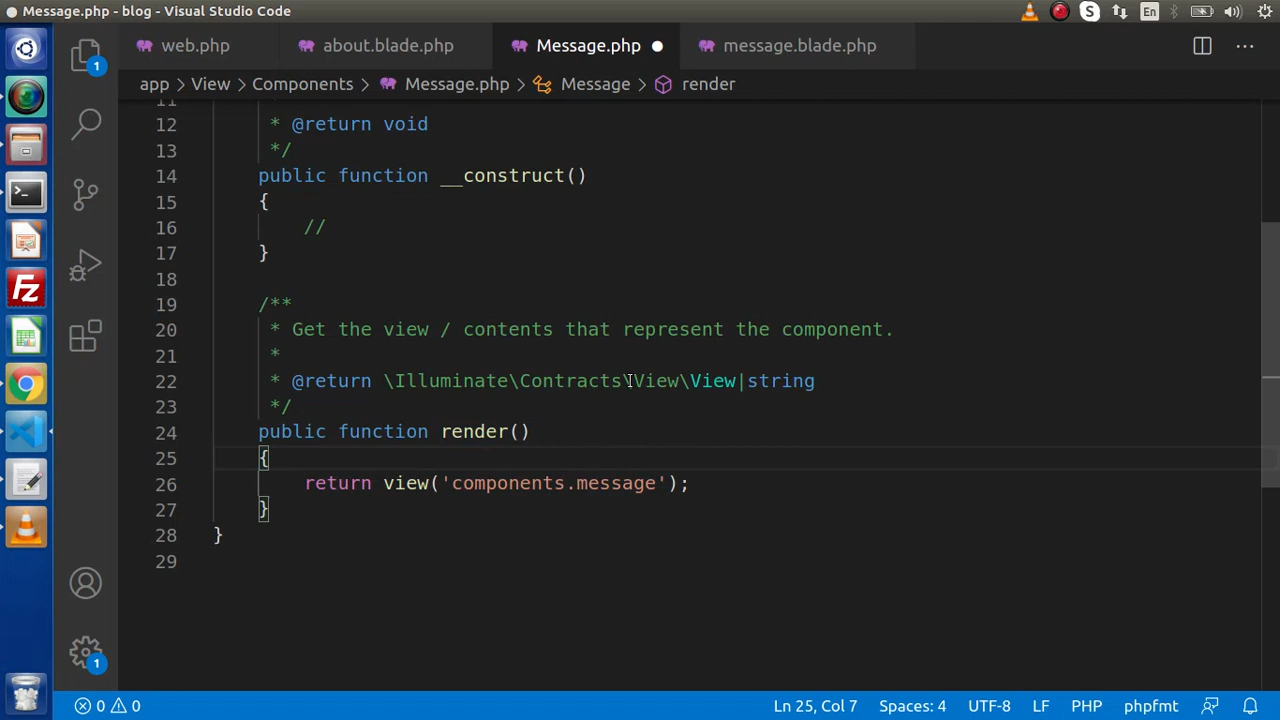 Message.php - blog - Visual Studio Code
En
web.php
about.blade.php
Message.php
message.blade.php
app > View > Components > Message.php > Message > render
11
12 * @return void
13 */
14 public function __construct()
15 {
16 //
17 }
18
19 /**
20 * Get the view / contents that represent the component.
21 *
22 * @return \Illuminate\Contracts\View\View|string
23 */
24 public function render()
25 {
26 return view('components.message');
27 }
28 }
29
1
1
0 0
Ln 25, Col 7
Spaces: 4
UTF-8
LF
PHP
phpfmt